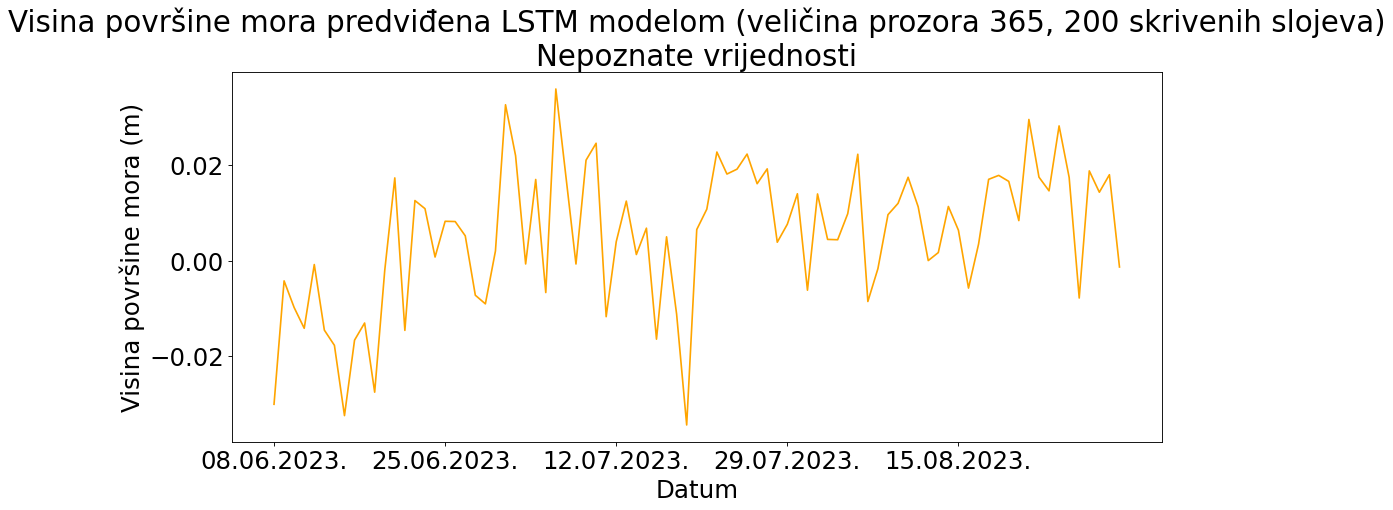 Visina površine mora predviđena LSTM modelom (veličina prozora 365, 200 skrivenih slojeva)
Nepoznate vrijednosti
Visina površine mora (m)
0.02
0.00
−0.02
08.06.2023. 25.06.2023. 12.07.2023. 29.07.2023. 15.08.2023.
Datum